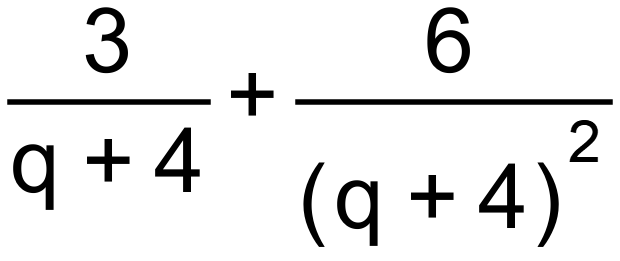 3/(q + 4) + 6/(q + 4)²